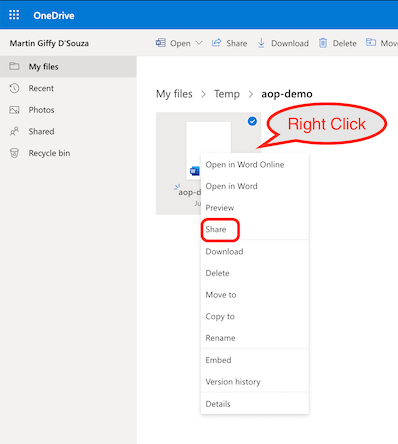 OneDrive
Martin Giffy D'Souza
Open
Share
Download
Delete
Move
My files
Recent
Photos
Shared
Recycle bin
My files > Temp > aop-demo
Right Click
Open in Word Online
Open in Word
Preview
Share
Download
Delete
Move to
Copy to
Rename
Embed
Version history
Details
aop-d
Ju